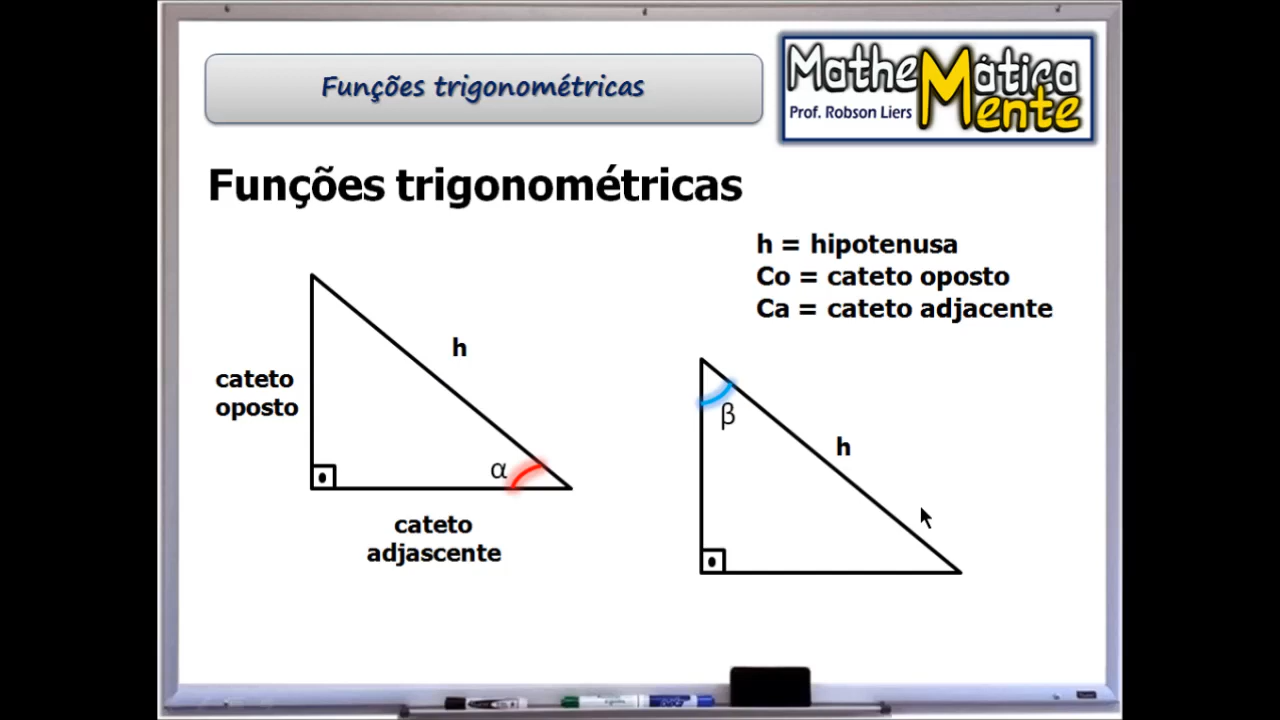 Funções trigonométricas
MatheMática
Prof. Robson Liers Mente
Funções trigonométricas
h = hipotenusa
Co = cateto oposto
Ca = cateto adjacente
h
cateto
oposto
α
cateto
adjascente
β
h